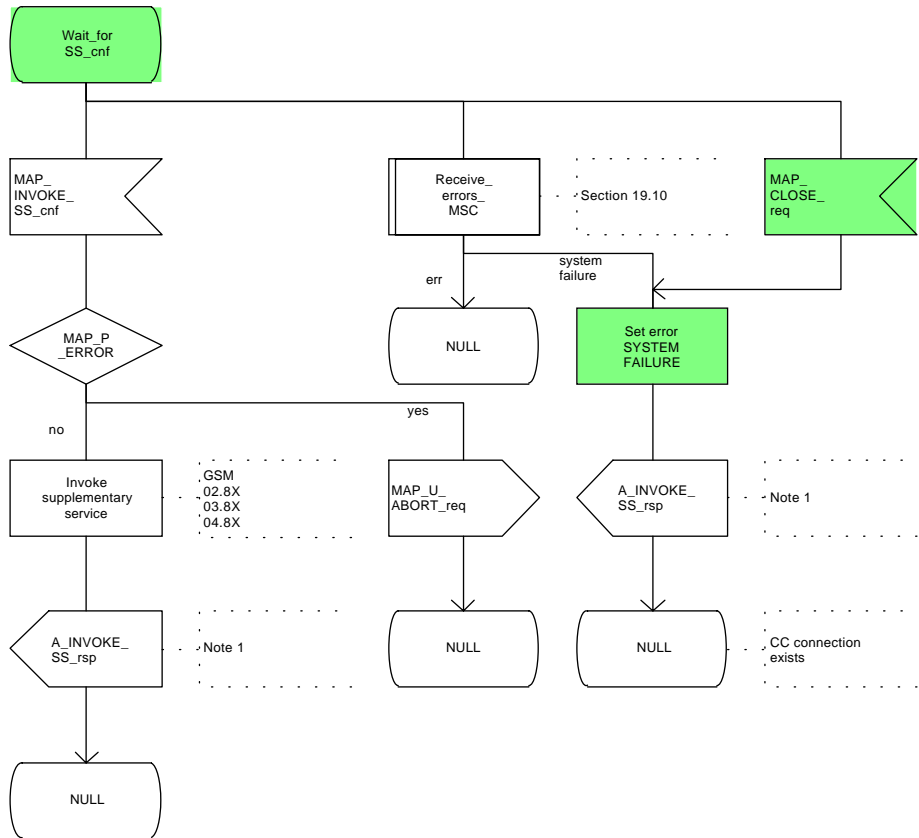 Wait_for
SS_cnf
MAP_
INVOKE_
SS_cnf
Receive_
errors_
MSC
Section 19.10
MAP_
CLOSE_
req
err
system
failure
MAP_P
_ERROR
NULL
Set error
SYSTEM
FAILURE
no
yes
Invoke
supplementary
service
GSM
02.8X
03.8X
04.8X
MAP_U_
ABORT_req
A_INVOKE_
SS_rsp
Note 1
A_INVOKE_
SS_rsp
Note 1
NULL
NULL
CC connection
exists
NULL